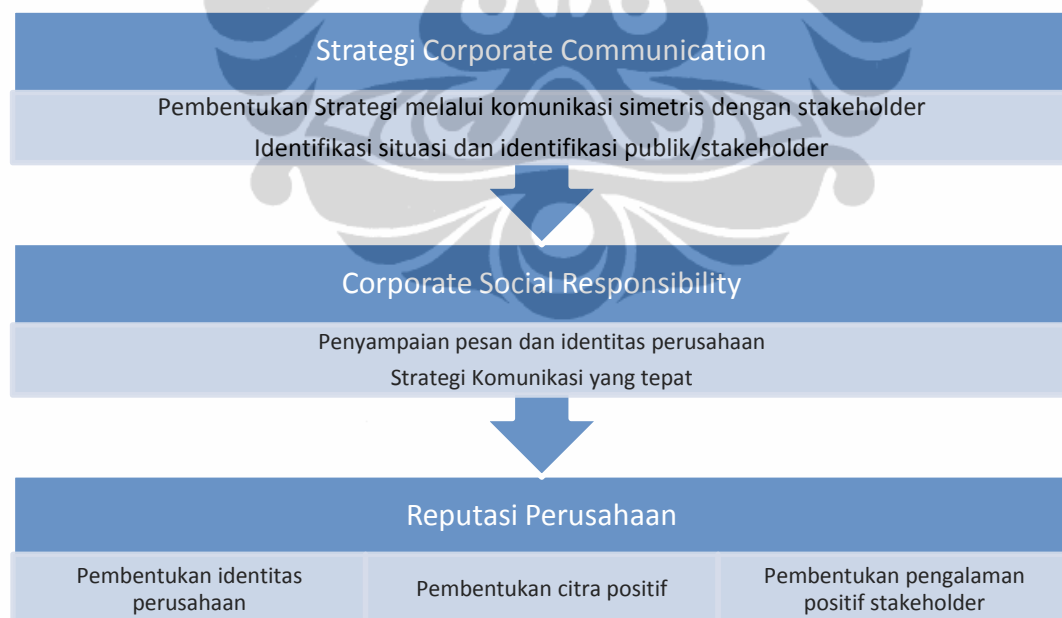 Strategi Corporate Communication
Pembentukan Strategi melalui komunikasi simetris dengan stakeholder
Identifikasi situasi dan identifikasi publik/stakeholder
Corporate Social Responsibility
Penyampaian pesan dan identitas perusahaan
Strategi Komunikasi yang tepat
Reputasi Perusahaan
Pembentukan identitas
perusahaan
Pembentukan citra positif
Pembentukan pengalaman
positif stakeholder